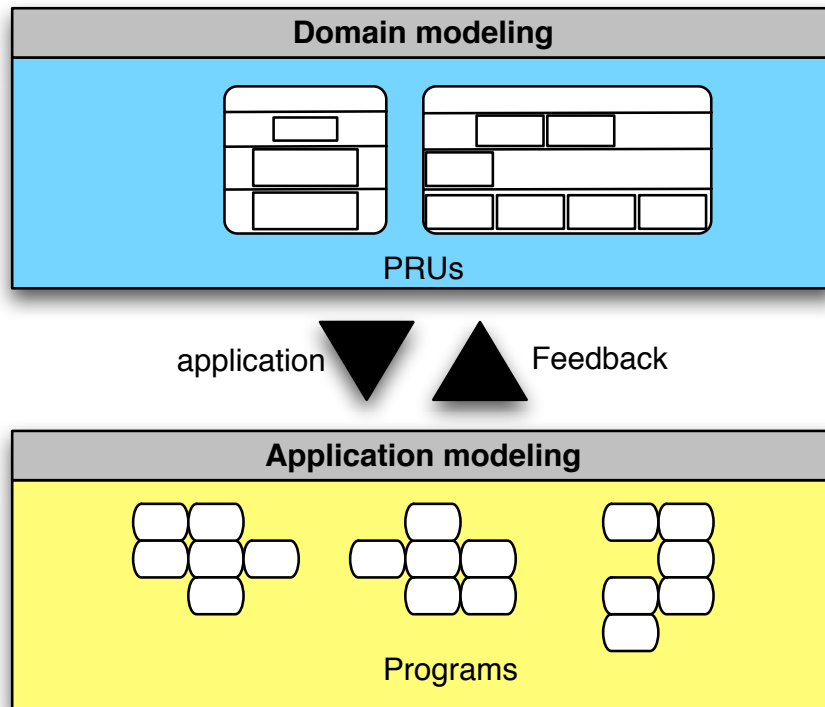 Domain modeling
PRUs
application
Feedback
Application modeling
Programs